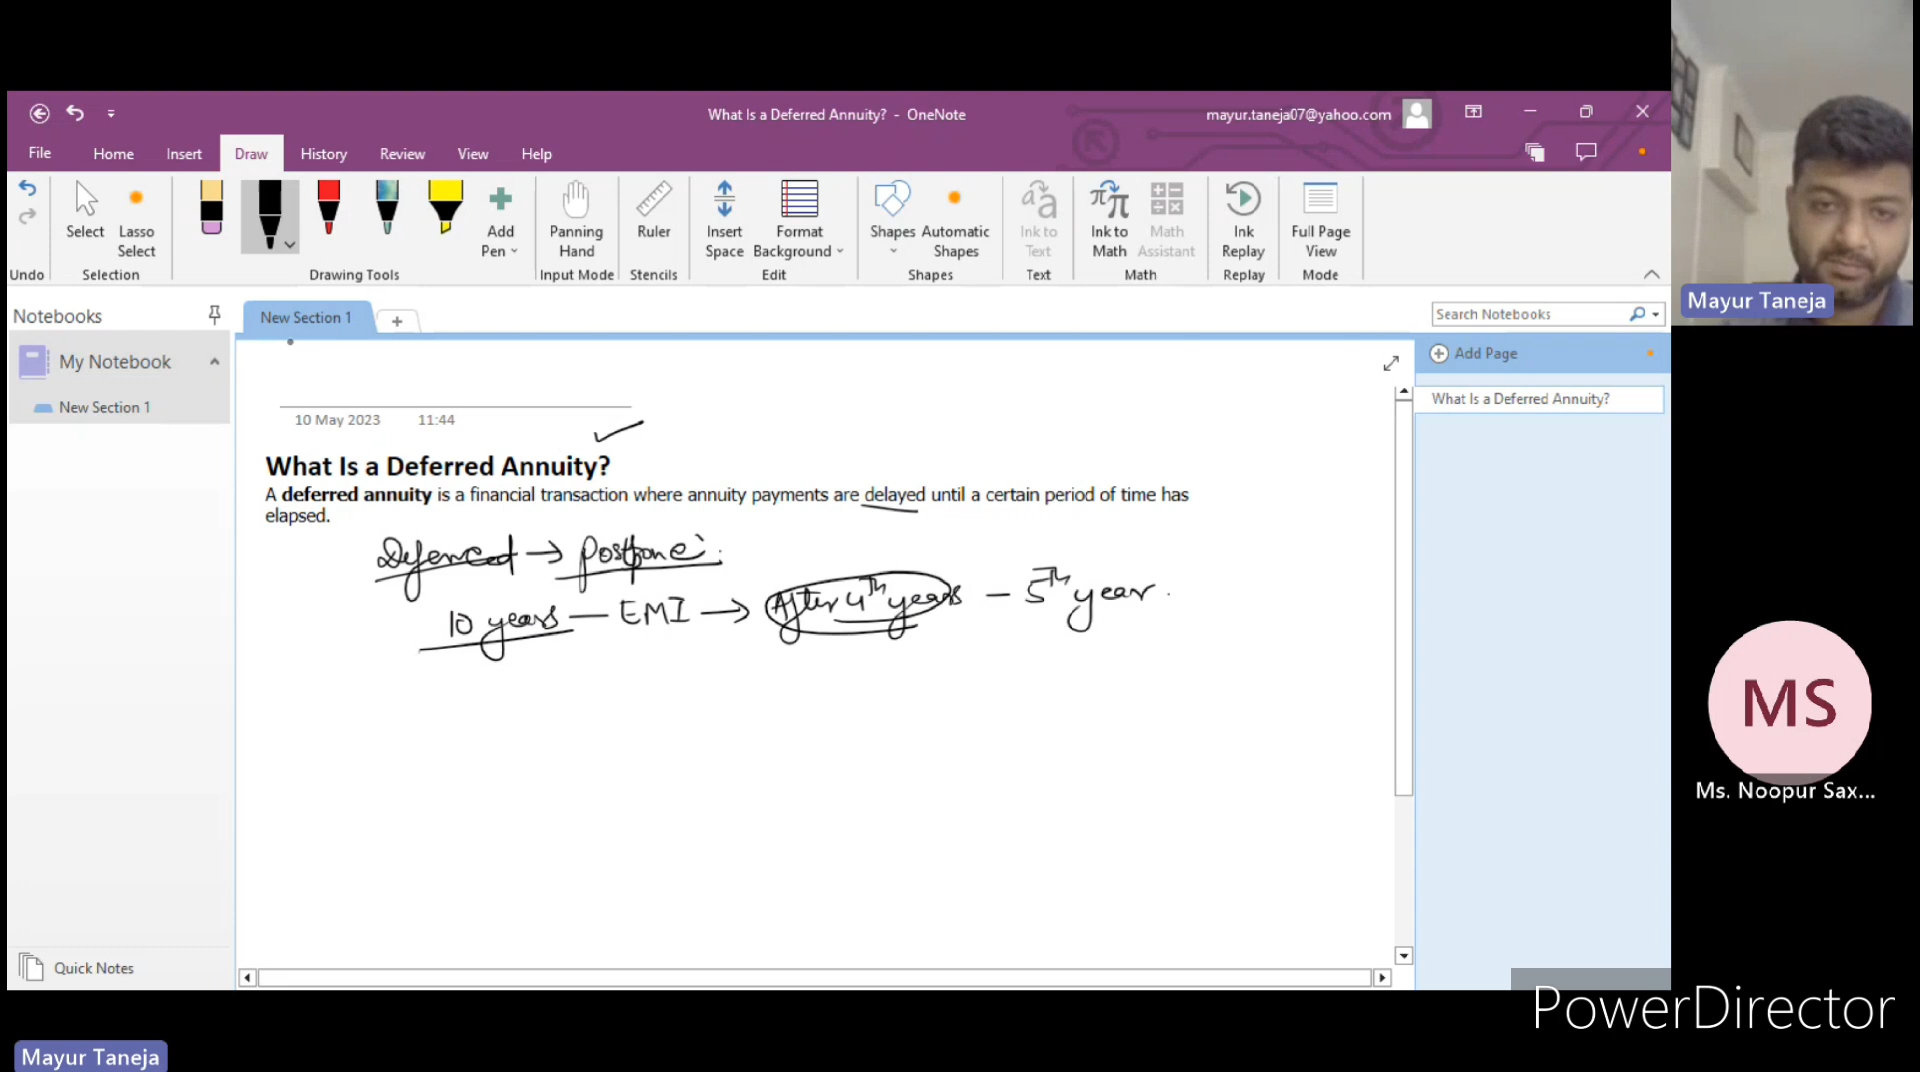 What Is a Deferred Annuity? - OneNote
mayur.taneja07@yahoo.com
File Home Insert Draw History Review View Help
Undo
Select
Lasso Select
Selection
Drawing Tools
Add Pen
Panning Hand
Input Mode
Ruler
Stencils
Insert Space
Format Background
Edit
Shapes
Automatic Shapes
Shapes
Ink to Text
Text
Ink to Math
Math Assistant
Math
Ink Replay
Replay
Full Page View
Mode
Mayur Taneja
Notebooks
My Notebook
New Section 1
Quick Notes
New Section 1
Search Notebooks
Add Page
What Is a Deferred Annuity?
10 May 2023 11:44
What Is a Deferred Annuity?
A deferred annuity is a financial transaction where annuity payments are delayed until a certain period of time has
elapsed.
→ Postpone
10 years — EMI → After 4th years — 5th year.
MS
Ms. Noopur Sax...
PowerDirector
Mayur Taneja